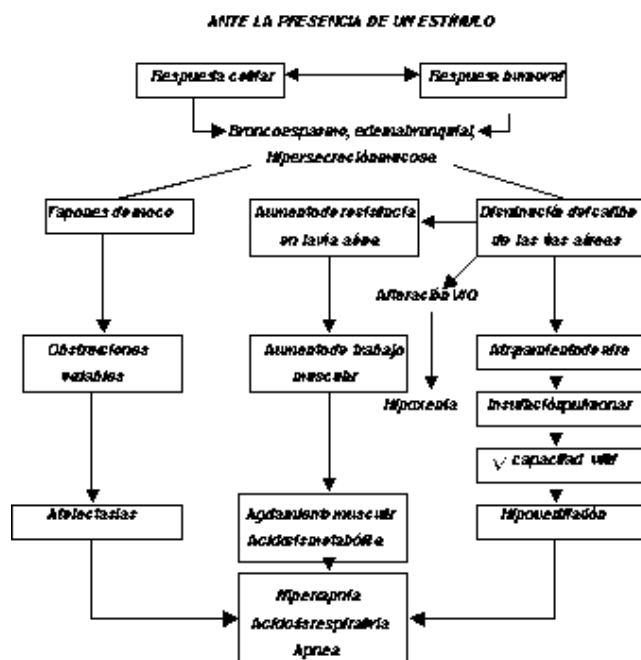 ANTE LA PRESENCIA DE UN ESTÍMULO
Respuesta celular
Respuesta humoral
Broncoespasmo, edema bronquial,
Hipersecreción mucosa
Tapones de moco
Aumento de resistencia
en la vía aérea
Disminución del calibre
de las vías aéreas
Alteración V/Q
Obstrucciones
variables
Aumento de trabajo
muscular
Atrapamiento de aire
Hipoxemia
Insuflación pulmonar
capacidad vital
Atelectasias
Agotamiento muscular
Acidosis metabólica
Hipoventilación
Hipercapnia
Acidosis respiratoria
Apnea